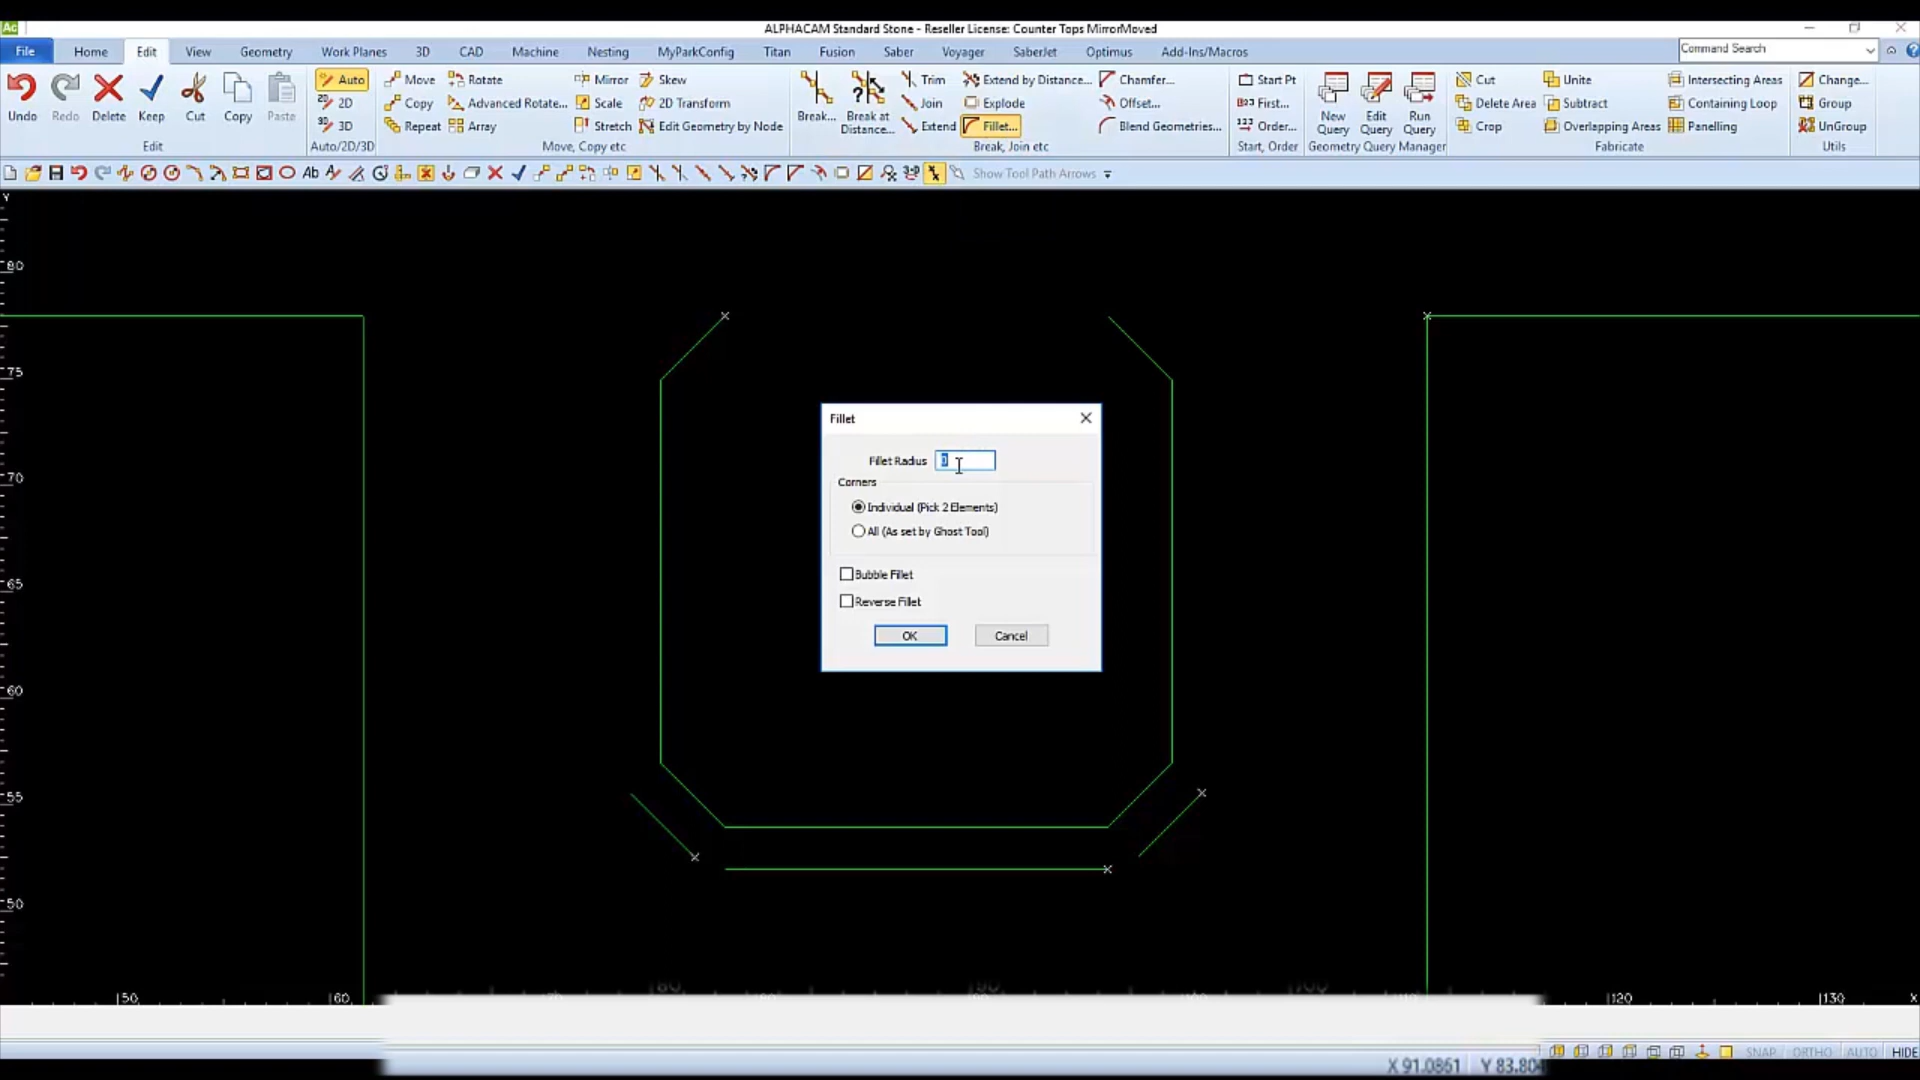 ALPHACAM Standard Stone - Reseller License: Counter Tops MirrorMoved
File Home Edit View Geometry Work Planes 3D CAD Machine Nesting MyParkConfig Titan Fusion Saber Voyager SaberJet Optimus Add-Ins/Macros Command Search
Undo Redo Delete Keep Cut Copy Paste
Edit
Auto
2D
3D
Auto/2D/3D
Move Rotate Mirror Skew
Copy Advanced Rotate... Scale 2D Transform
Repeat Array Stretch Edit Geometry by Node
Move, Copy etc
Break... Break at Distance...
Trim Extend by Distance... Chamfer...
Join Explode Offset...
Extend Fillet... Blend Geometries...
Break, Join etc
Start Pt
First...
Order...
Start, Order
New Query Edit Query Run Query
Geometry Query Manager
Cut Unite Intersecting Areas
Delete Area Subtract Containing Loop
Crop Overlapping Areas Panelling
Fabricate
Change...
Group
UnGroup
Utils
Show Tool Path Arrows
Y
80
75
70
65
60
55
50
Fillet
Fillet Radius 0
Corners
Individual (Pick 2 Elements)
All (As set by Ghost Tool)
Bubble Fillet
Reverse Fillet
OK Cancel
50 60 120 130 X
SNAP ORTHO AUTO HIDE
X 91.0861 Y 83.80